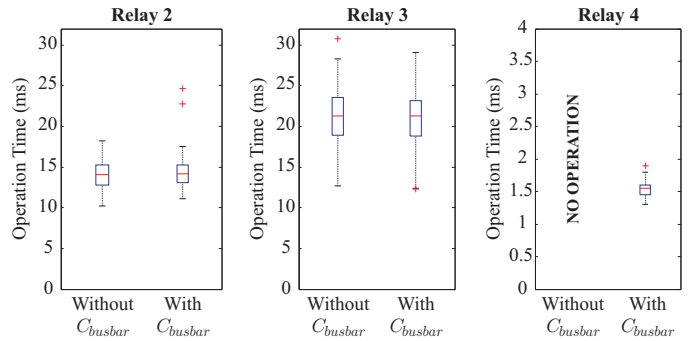 Relay 2
Relay 3
Relay 4
Operation Time (ms)
30
25
20
15
10
5
0
Without
C_busbar
With
C_busbar
Operation Time (ms)
30
25
20
15
10
5
0
Without
C_busbar
With
C_busbar
Operation Time (ms)
4
3.5
3
2.5
2
1.5
1
0.5
0
NO OPERATION
Without
C_busbar
With
C_busbar